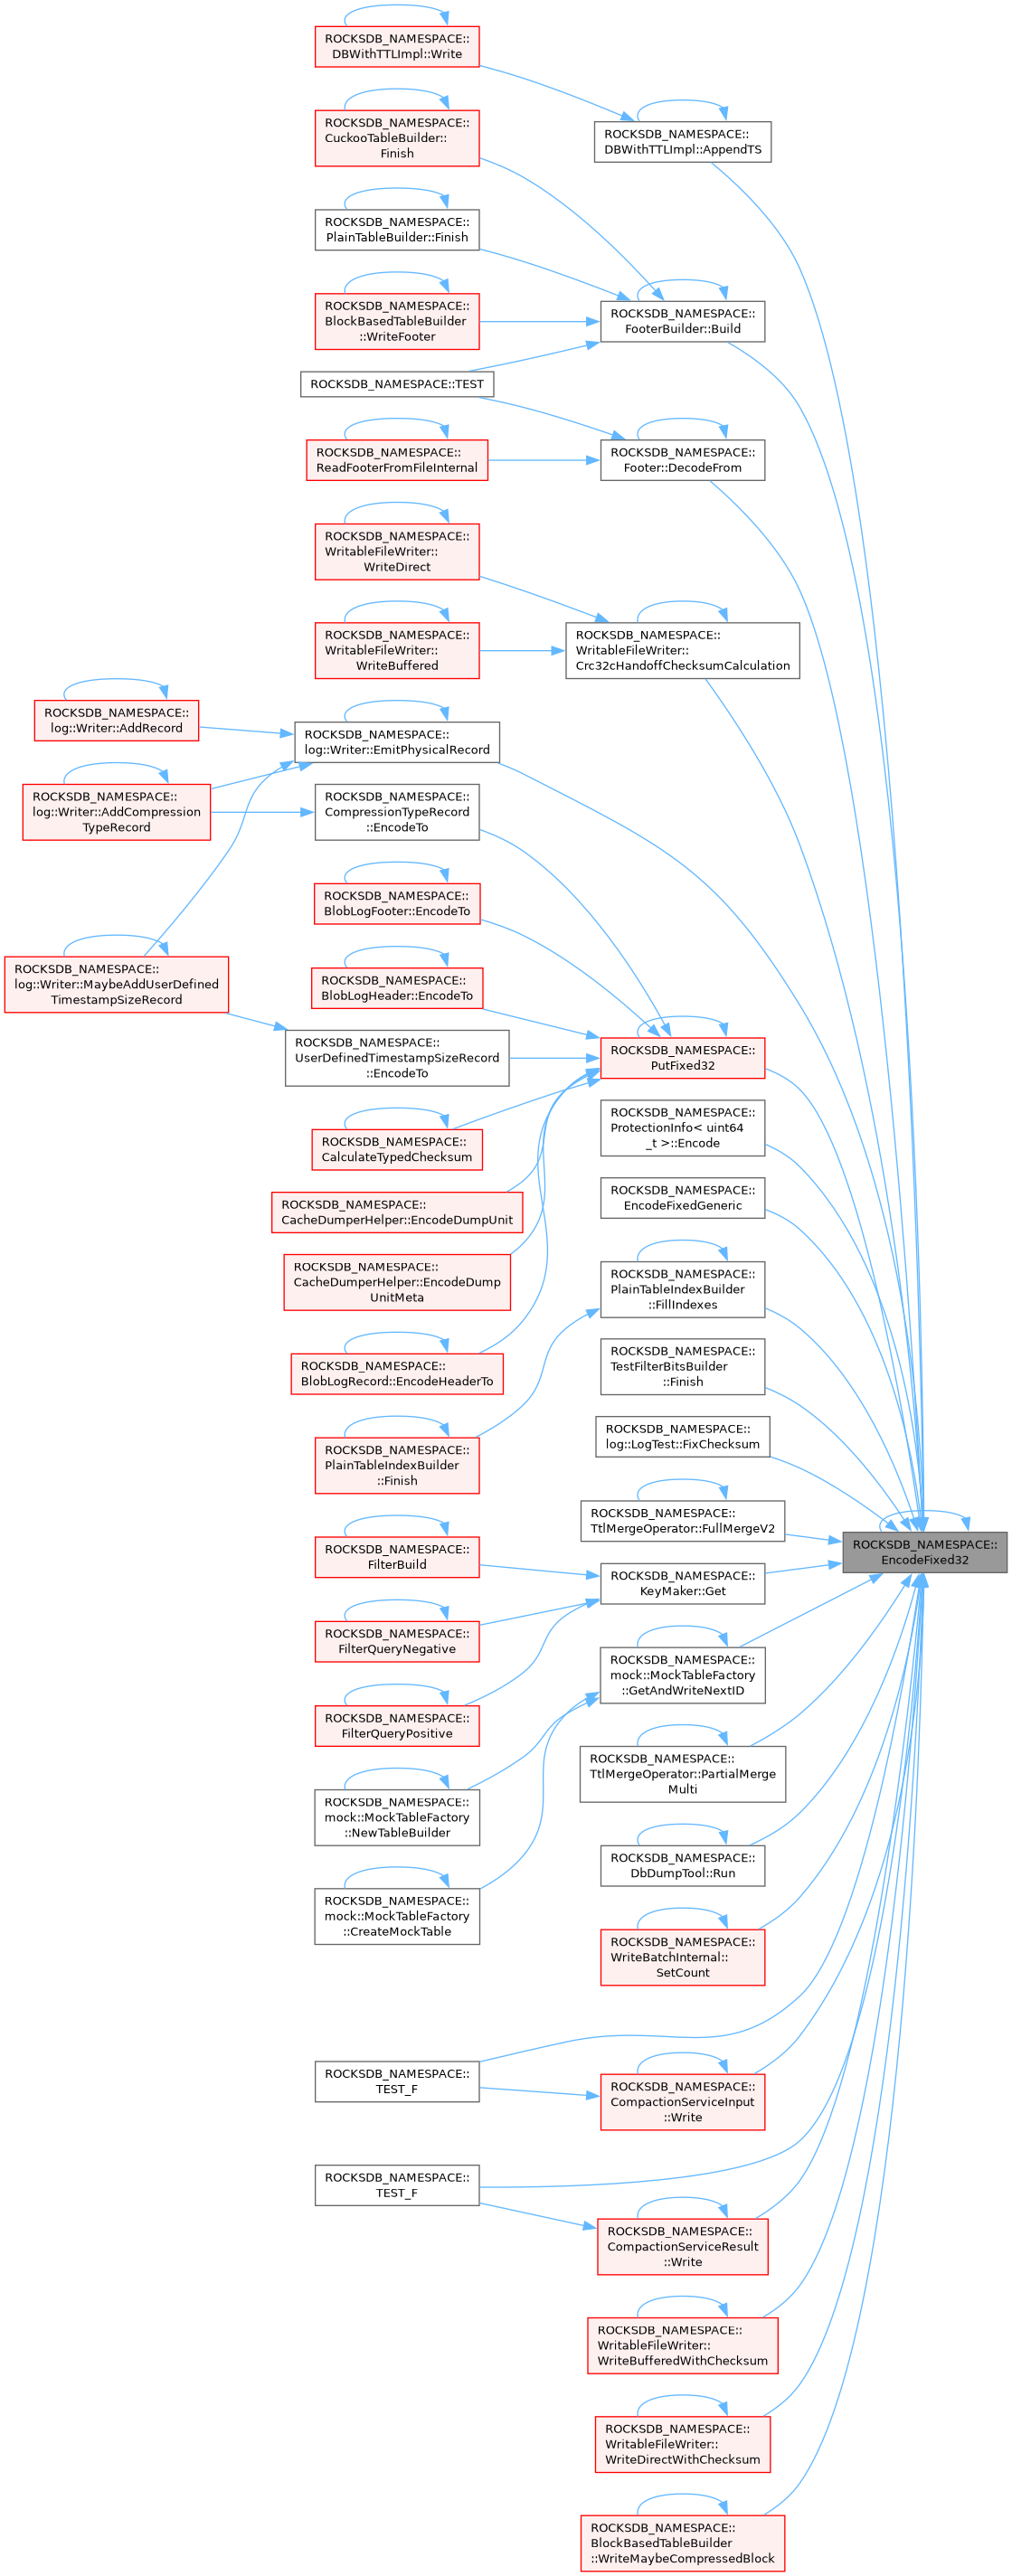 ROCKSDB_NAMESPACE::
DBWithTTLImpl::Write
ROCKSDB_NAMESPACE::
CuckooTableBuilder::
Finish
ROCKSDB_NAMESPACE::
DBWithTTLImpl::AppendTS
ROCKSDB_NAMESPACE::
PlainTableBuilder::Finish
ROCKSDB_NAMESPACE::
BlockBasedTableBuilder
::WriteFooter
ROCKSDB_NAMESPACE::
FooterBuilder::Build
ROCKSDB_NAMESPACE::TEST
ROCKSDB_NAMESPACE::
ReadFooterFromFileInternal
ROCKSDB_NAMESPACE::
Footer::DecodeFrom
ROCKSDB_NAMESPACE::
WritableFileWriter::
WriteDirect
ROCKSDB_NAMESPACE::
WritableFileWriter::
WriteBuffered
ROCKSDB_NAMESPACE::
WritableFileWriter::
Crc32cHandoffChecksumCalculation
ROCKSDB_NAMESPACE::
log::Writer::AddRecord
ROCKSDB_NAMESPACE::
log::Writer::EmitPhysicalRecord
ROCKSDB_NAMESPACE::
log::Writer::AddCompression
TypeRecord
ROCKSDB_NAMESPACE::
CompressionTypeRecord
::EncodeTo
ROCKSDB_NAMESPACE::
BlobLogFooter::EncodeTo
ROCKSDB_NAMESPACE::
log::Writer::MaybeAddUserDefined
TimestampSizeRecord
ROCKSDB_NAMESPACE::
BlobLogHeader::EncodeTo
ROCKSDB_NAMESPACE::
UserDefinedTimestampSizeRecord
::EncodeTo
ROCKSDB_NAMESPACE::
PutFixed32
ROCKSDB_NAMESPACE::
CalculateTypedChecksum
ROCKSDB_NAMESPACE::
ProtectionInfo< uint64
_t >::Encode
ROCKSDB_NAMESPACE::
CacheDumperHelper::EncodeDumpUnit
ROCKSDB_NAMESPACE::
EncodeFixedGeneric
ROCKSDB_NAMESPACE::
CacheDumperHelper::EncodeDump
UnitMeta
ROCKSDB_NAMESPACE::
PlainTableIndexBuilder
::FillIndexes
ROCKSDB_NAMESPACE::
BlobLogRecord::EncodeHeaderTo
ROCKSDB_NAMESPACE::
TestFilterBitsBuilder
::Finish
ROCKSDB_NAMESPACE::
PlainTableIndexBuilder
::Finish
ROCKSDB_NAMESPACE::
log::LogTest::FixChecksum
ROCKSDB_NAMESPACE::
TtlMergeOperator::FullMergeV2
ROCKSDB_NAMESPACE::
EncodeFixed32
ROCKSDB_NAMESPACE::
FilterBuild
ROCKSDB_NAMESPACE::
KeyMaker::Get
ROCKSDB_NAMESPACE::
FilterQueryNegative
ROCKSDB_NAMESPACE::
mock::MockTableFactory
::GetAndWriteNextID
ROCKSDB_NAMESPACE::
FilterQueryPositive
ROCKSDB_NAMESPACE::
TtlMergeOperator::PartialMerge
Multi
ROCKSDB_NAMESPACE::
mock::MockTableFactory
::NewTableBuilder
ROCKSDB_NAMESPACE::
DbDumpTool::Run
ROCKSDB_NAMESPACE::
mock::MockTableFactory
::CreateMockTable
ROCKSDB_NAMESPACE::
WriteBatchInternal::
SetCount
ROCKSDB_NAMESPACE::
TEST_F
ROCKSDB_NAMESPACE::
CompactionServiceInput
::Write
ROCKSDB_NAMESPACE::
TEST_F
ROCKSDB_NAMESPACE::
CompactionServiceResult
::Write
ROCKSDB_NAMESPACE::
WritableFileWriter::
WriteBufferedWithChecksum
ROCKSDB_NAMESPACE::
WritableFileWriter::
WriteDirectWithChecksum
ROCKSDB_NAMESPACE::
BlockBasedTableBuilder
::WriteMaybeCompressedBlock